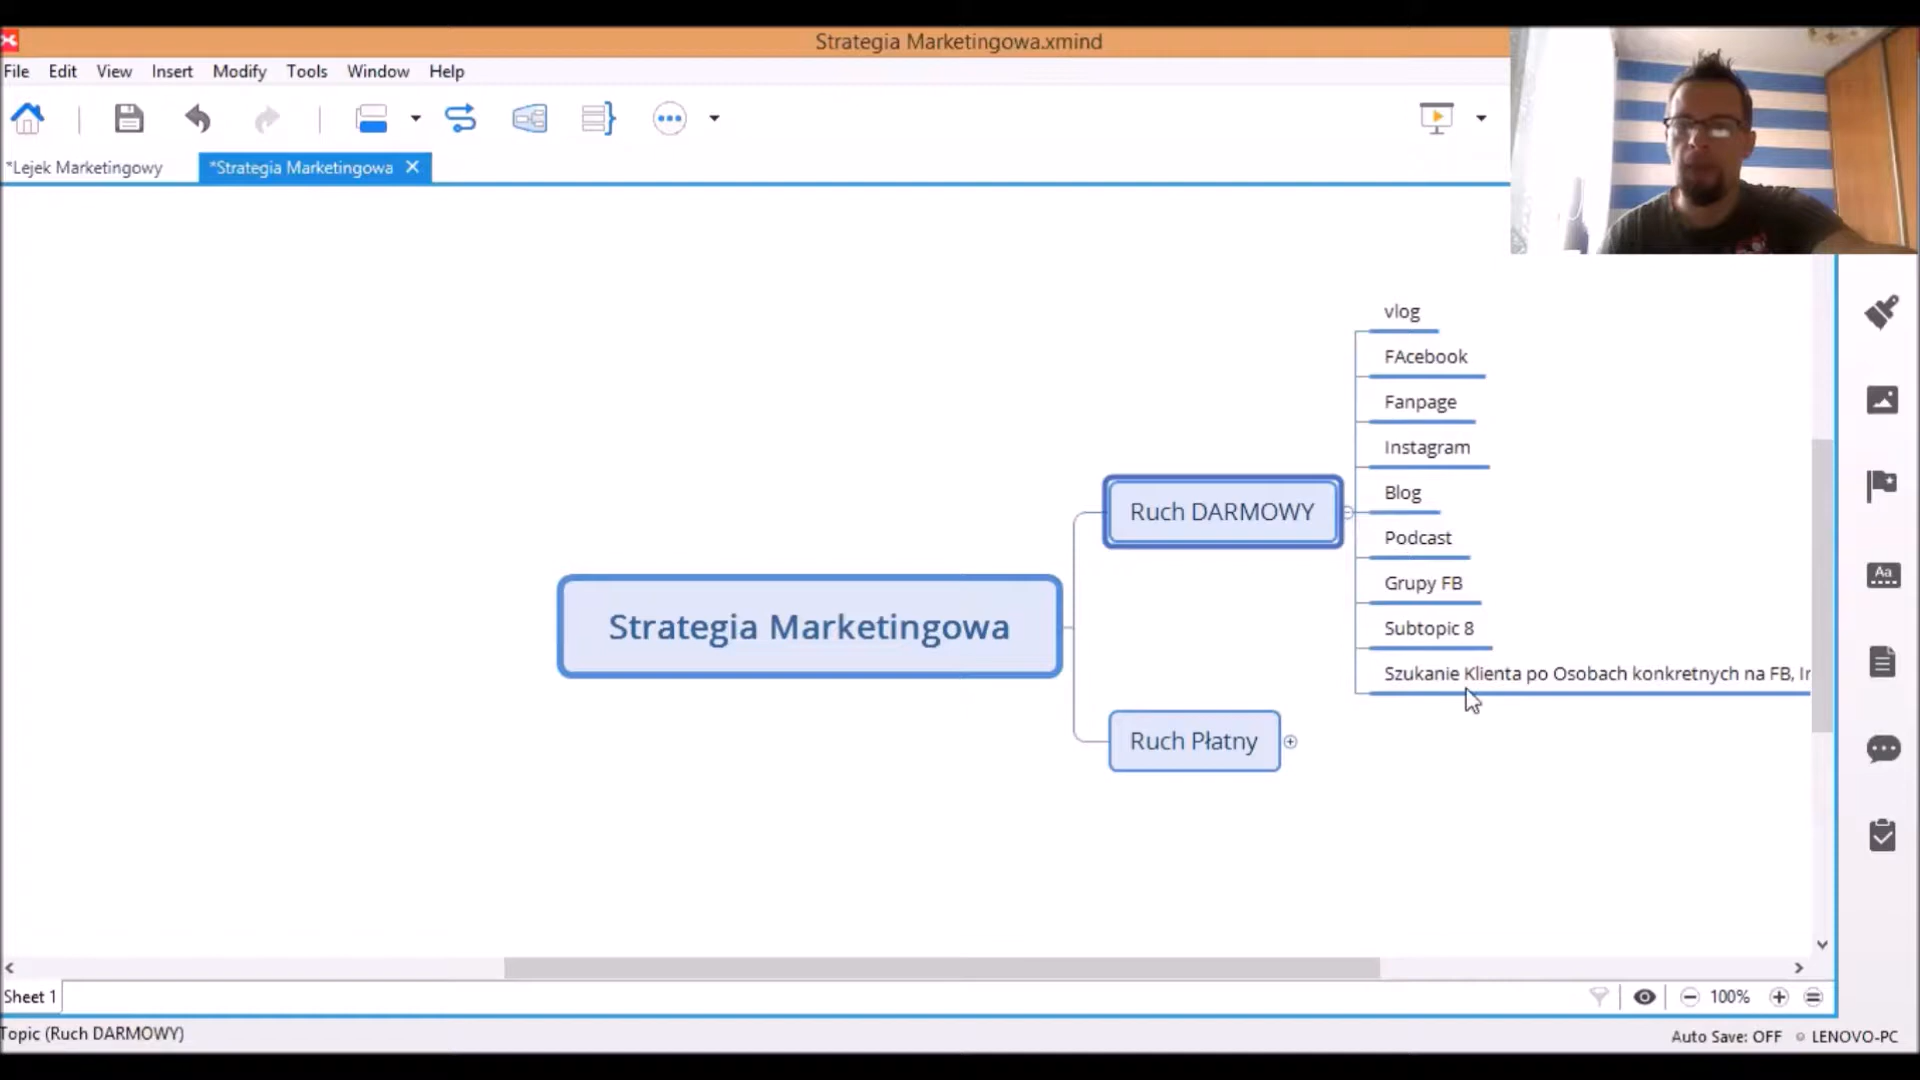 Strategia Marketingowa.xmind
File Edit View Insert Modify Tools Window Help
*Lejek Marketingowy *Strategia Marketingowa
vlog
FAcebook
Fanpage
Instagram
Blog
Podcast
Grupy FB
Subtopic 8
Szukanie Klienta po Osobach konkretnych na FB, Ir
Ruch DARMOWY
Strategia Marketingowa
Ruch Płatny
Aa
Sheet 1
100%
Topic (Ruch DARMOWY)
Auto Save: OFF
LENOVO-PC